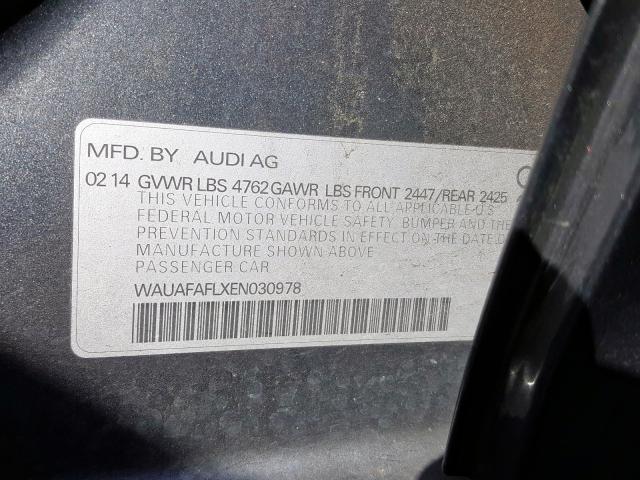 MFD. BY AUDI AG
02 14 GVWR LBS 4762 GAWR LBS FRONT 2447/REAR 2425
THIS VEHICLE CONFORMS TO ALL APPLICABLE U.S
FEDERAL MOTOR VEHICLE SAFETY, BUMPER AND THE
PREVENTION STANDARDS IN EFFECT ON THE DATE
MANUFACTURE SHOWN ABOVE
PASSENGER CAR
WAUAFAFLXEN030978